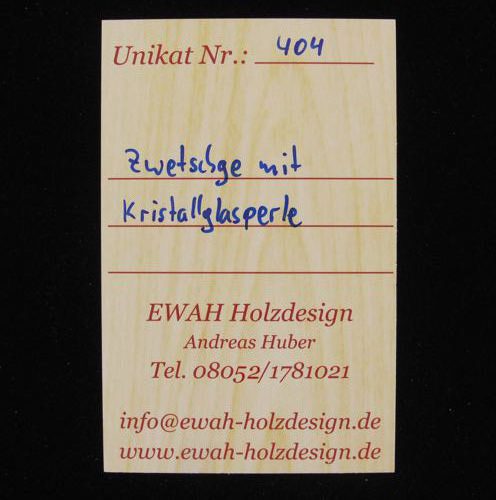 Unikat Nr.: 404
Zwetschge mit
Kristallglasperle
EWAH Holzdesign
Andreas Huber
Tel. 08052/1781021
info@ewah-holzdesign.de
www.ewah-holzdesign.de